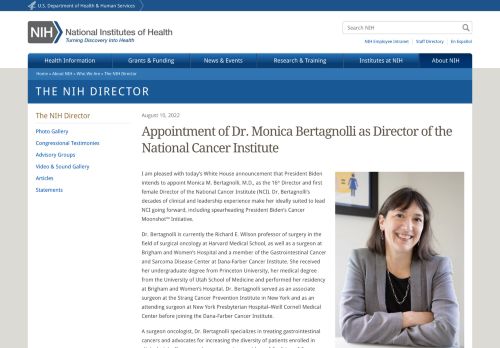 U.S. Department of Health & Human Services
Search NIH
NIH National Institutes of Health
Turning Discovery Into Health
NIH Employee Intranet | Staff Directory | En Español
Health Information Grants & Funding News & Events Research & Training Institutes at NIH About NIH
Home » About NIH » Who We Are » The NIH Director
THE NIH DIRECTOR
The NIH Director
Photo Gallery
Congressional Testimonies
Advisory Groups
Video & Sound Gallery
Articles
Statements
August 10, 2022
Appointment of Dr. Monica Bertagnolli as Director of the
National Cancer Institute
I am pleased with today's White House announcement that President Biden
intends to appoint Monica M. Bertagnolli, M.D., as the 16th Director and first
female Director of the National Cancer Institute (NCI). Dr. Bertagnolli's
decades of clinical and leadership experience make her ideally suited to lead
NCI going forward, including spearheading President Biden's Cancer
Moonshot℠ Initiative.
Dr. Bertagnolli is currently the Richard E. Wilson professor of surgery in the
field of surgical oncology at Harvard Medical School, as well as a surgeon at
Brigham and Women's Hospital and a member of the Gastrointestinal Cancer
and Sarcoma Disease Center at Dana-Farber Cancer Institute. She received
her undergraduate degree from Princeton University, her medical degree
from the University of Utah School of Medicine and performed her residency
at Brigham and Women's Hospital. Dr. Bertagnolli served as an associate
surgeon at the Strang Cancer Prevention Institute in New York and as an
attending surgeon at New York Presbyterian Hospital–Weill Cornell Medical
Center before joining the Dana-Farber Cancer Institute.
A surgeon oncologist, Dr. Bertagnolli specializes in treating gastrointestinal
cancers and advocates for increasing the diversity of patients enrolled in